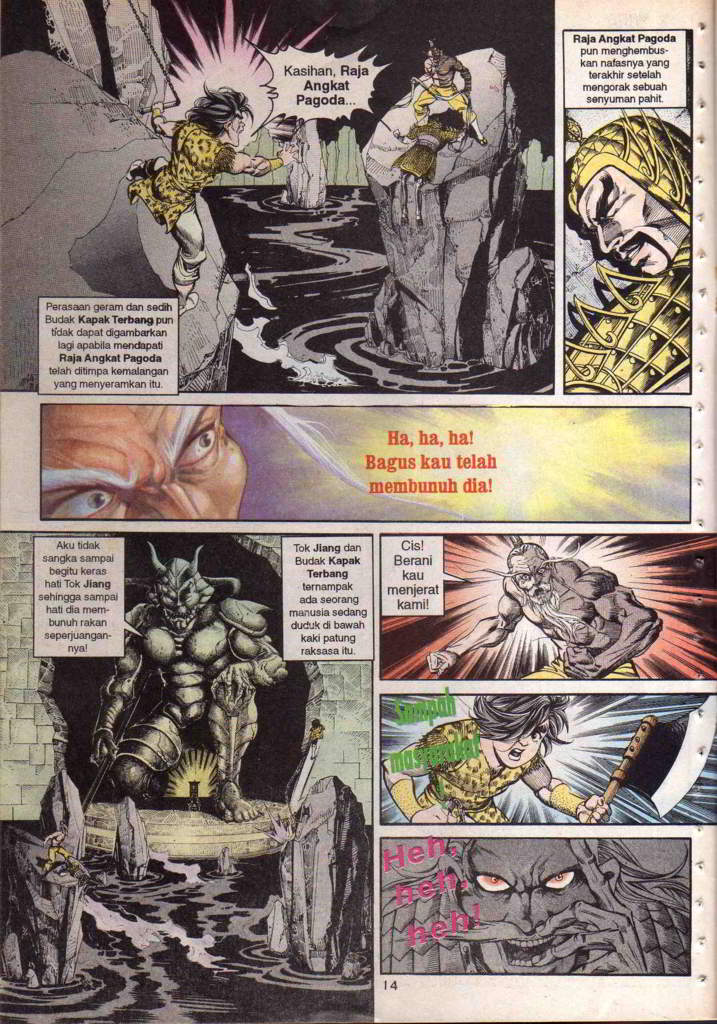 Kasihan, Raja
Angkat
Pagoda...
Raja Angkat Pagoda
pun menghembus-
kan nafasnya yang
terakhir setelah
mengorak sebuah
senyuman pahit.
Perasaan geram dan sedih
Budak Kapak Terbang pun
tidak dapat digambarkan
lagi apabila mendapati
Raja Angkat Pagoda
telah ditimpa kemalangan
yang menyeramkan itu.
Ha, ha, ha!
Bagus kau telah
membunuh dia!
Aku tidak
sangka sampai
begitu keras
hati Tok Jiang
sehingga sampai
hati dia mem-
bunuh rakan
seperjuangan-
nya!
Tok Jiang dan
Budak Kapak
Terbang
ternampak
ada seorang
manusia sedang
duduk di bawah
kaki patung
raksasa itu.
Cis!
Berani
kau
menjerat
kami!
Sampah
masyarakat
!
Heh,
heh,
heh!
14